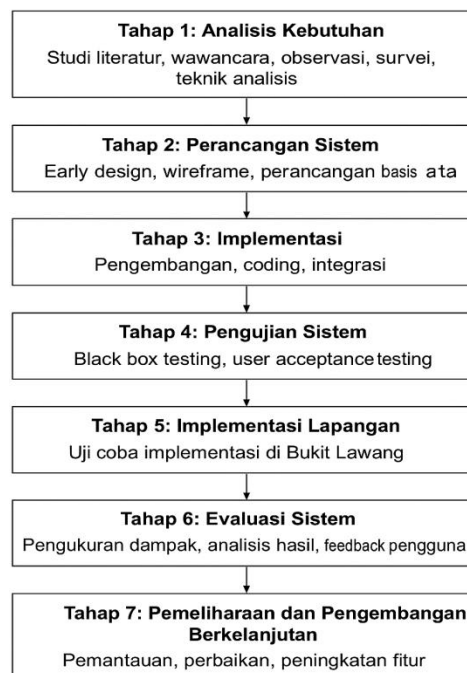 Tahap 1: Analisis Kebutuhan
Studi literatur, wawancara, observasi, survei,
teknik analisis
Tahap 2: Perancangan Sistem
Early design, wireframe, perancangan basis ata
Tahap 3: Implementasi
Pengembangan, coding, integrasi
Tahap 4: Pengujian Sistem
Black box testing, user acceptance testing
Tahap 5: Implementasi Lapangan
Uji coba implementasi di Bukit Lawang
Tahap 6: Evaluasi Sistem
Pengukuran dampak, analisis hasil, feedback pengguna
Tahap 7: Pemeliharaan dan Pengembangan
Berkelanjutan
Pemantauan, perbaikan, peningkatan fitur